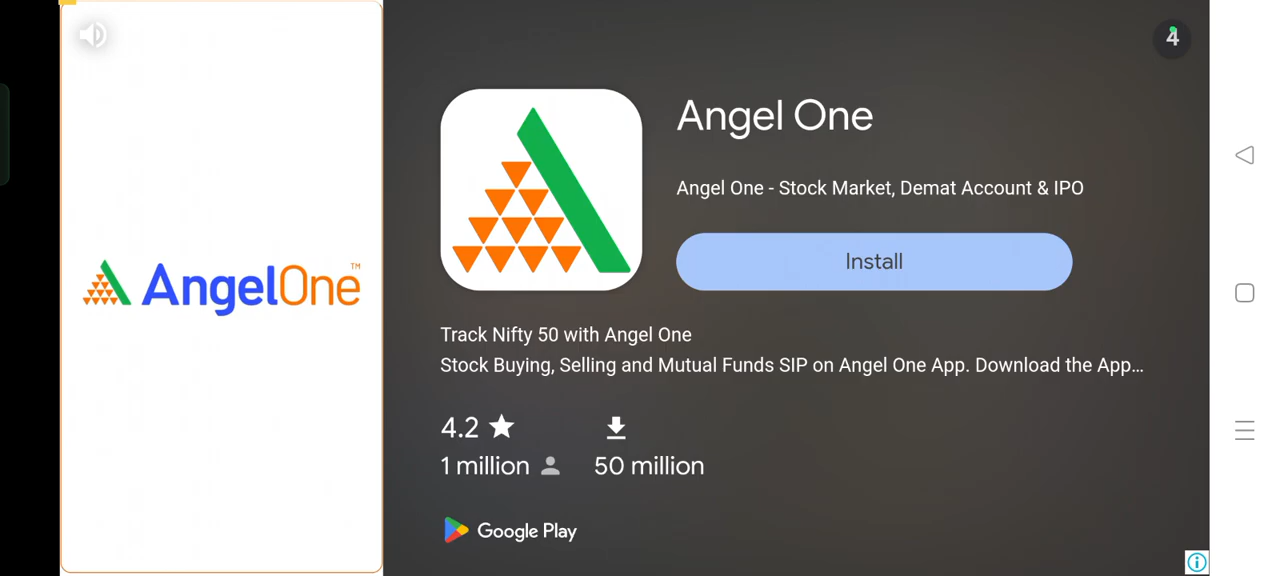 4
Angel One
Angel One - Stock Market, Demat Account & IPO
Install
AngelOne™
Track Nifty 50 with Angel One
Stock Buying, Selling and Mutual Funds SIP on Angel One App. Download the App...
4.2
1 million
50 million
Google Play